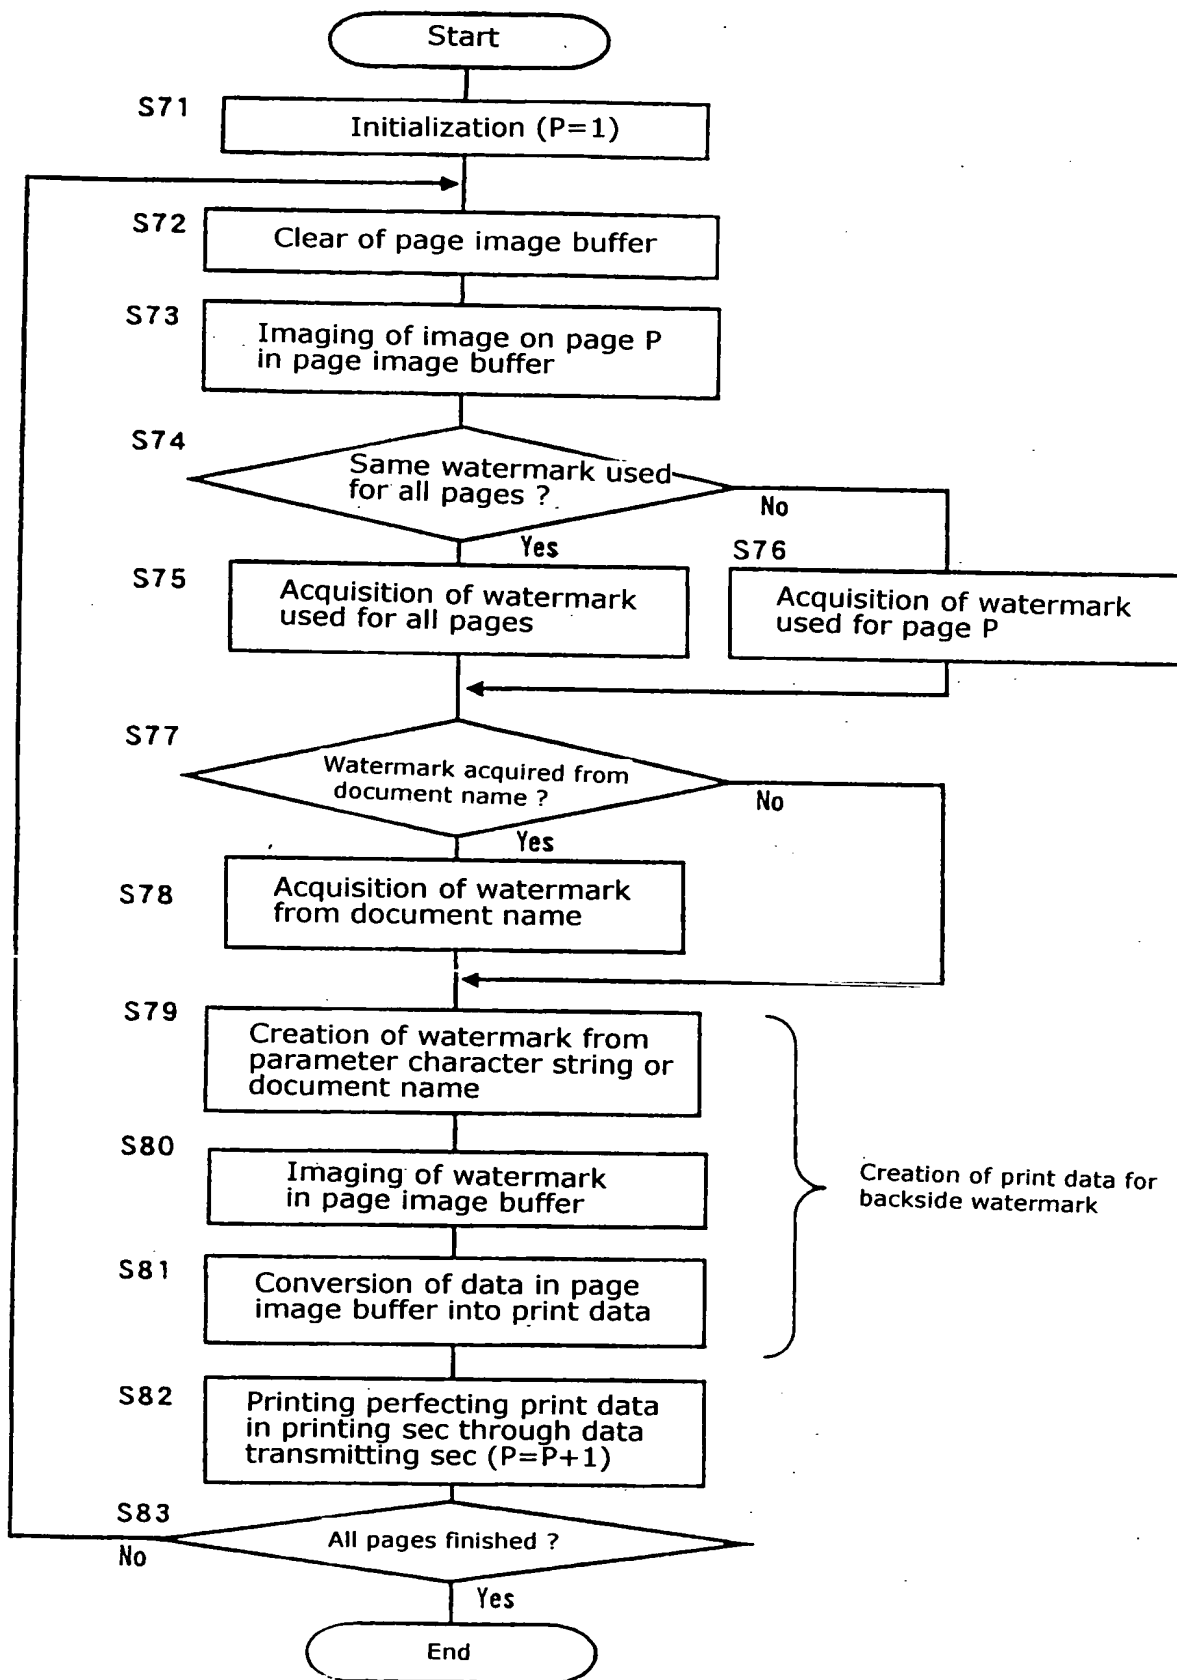 Start
S71
Initialization (P=1)
S72
Clear of page image buffer
S73
Imaging of image on page P
in page image buffer
S74
Same watermark used
for all pages ?
No
Yes
S75
Acquisition of watermark
used for all pages
S76
Acquisition of watermark
used for page P
S77
Watermark acquired from
document name ?
No
Yes
S78
Acquisition of watermark
from document name
S79
Creation of watermark from
parameter character string or
document name
S80
Imaging of watermark
in page image buffer
S81
Conversion of data in page
image buffer into print data
Creation of print data for
backside watermark
S82
Printing perfecting print data
in printing sec through data
transmitting sec (P=P+1)
S83
All pages finished ?
No
Yes
End